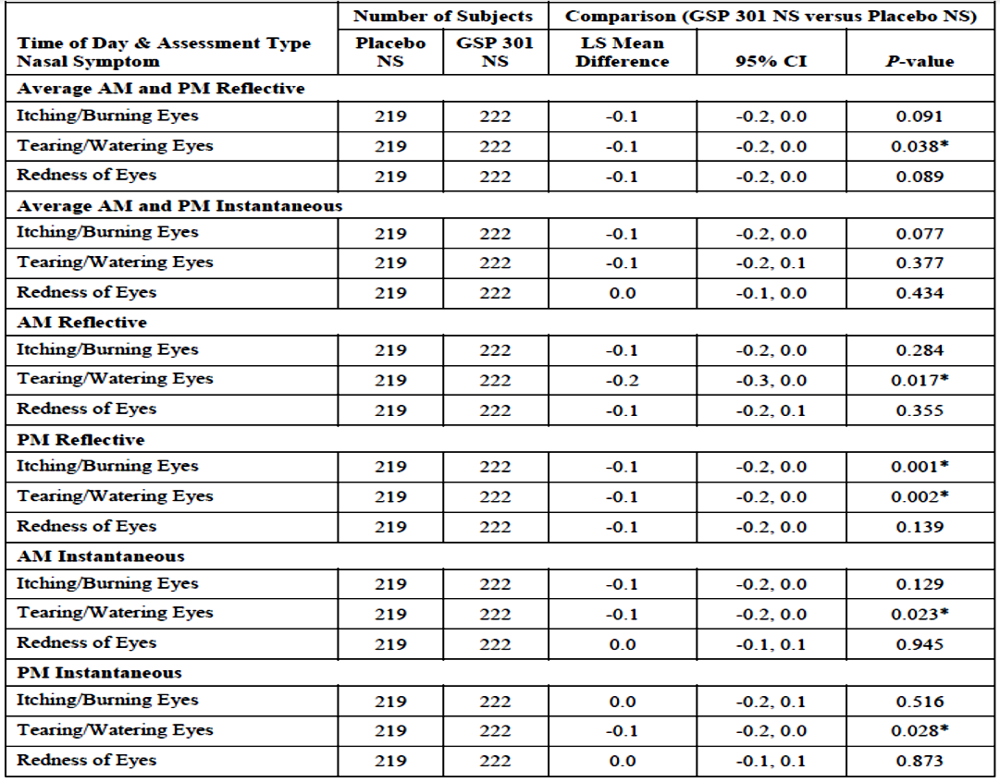 Number of Subjects Comparison (GSP 301 NS versus Placebo NS)
Time of Day & Assessment Type Placebo GSP 301 LS Mean
Nasal Symptom NS NS Difference 95% CI P-value
Average AM and PM Reflective
Itching/Burning Eyes 219 222 -0.1 -0.2, 0.0 0.091
Tearing/Watering Eyes 219 222 -0.1 -0.2, 0.0 0.038*
Redness of Eyes 219 222 -0.1 -0.2, 0.0 0.089
Average AM and PM Instantaneous
Itching/Burning Eyes 219 222 -0.1 -0.2, 0.0 0.077
Tearing/Watering Eyes 219 222 -0.1 -0.2, 0.1 0.377
Redness of Eyes 219 222 0.0 -0.1, 0.0 0.434
AM Reflective
Itching/Burning Eyes 219 222 -0.1 -0.2, 0.0 0.284
Tearing/Watering Eyes 219 222 -0.2 -0.3, 0.0 0.017*
Redness of Eyes 219 222 -0.1 -0.2, 0.1 0.355
PM Reflective
Itching/Burning Eyes 219 222 -0.1 -0.2, 0.0 0.001*
Tearing/Watering Eyes 219 222 -0.1 -0.2, 0.0 0.002*
Redness of Eyes 219 222 -0.1 -0.2, 0.0 0.139
AM Instantaneous
Itching/Burning Eyes 219 222 -0.1 -0.2, 0.0 0.129
Tearing/Watering Eyes 219 222 -0.1 -0.2, 0.0 0.023*
Redness of Eyes 219 222 0.0 -0.1, 0.1 0.945
PM Instantaneous
Itching/Burning Eyes 219 222 0.0 -0.2, 0.1 0.516
Tearing/Watering Eyes 219 222 -0.1 -0.2, 0.0 0.028*
Redness of Eyes 219 222 0.0 -0.1, 0.1 0.873